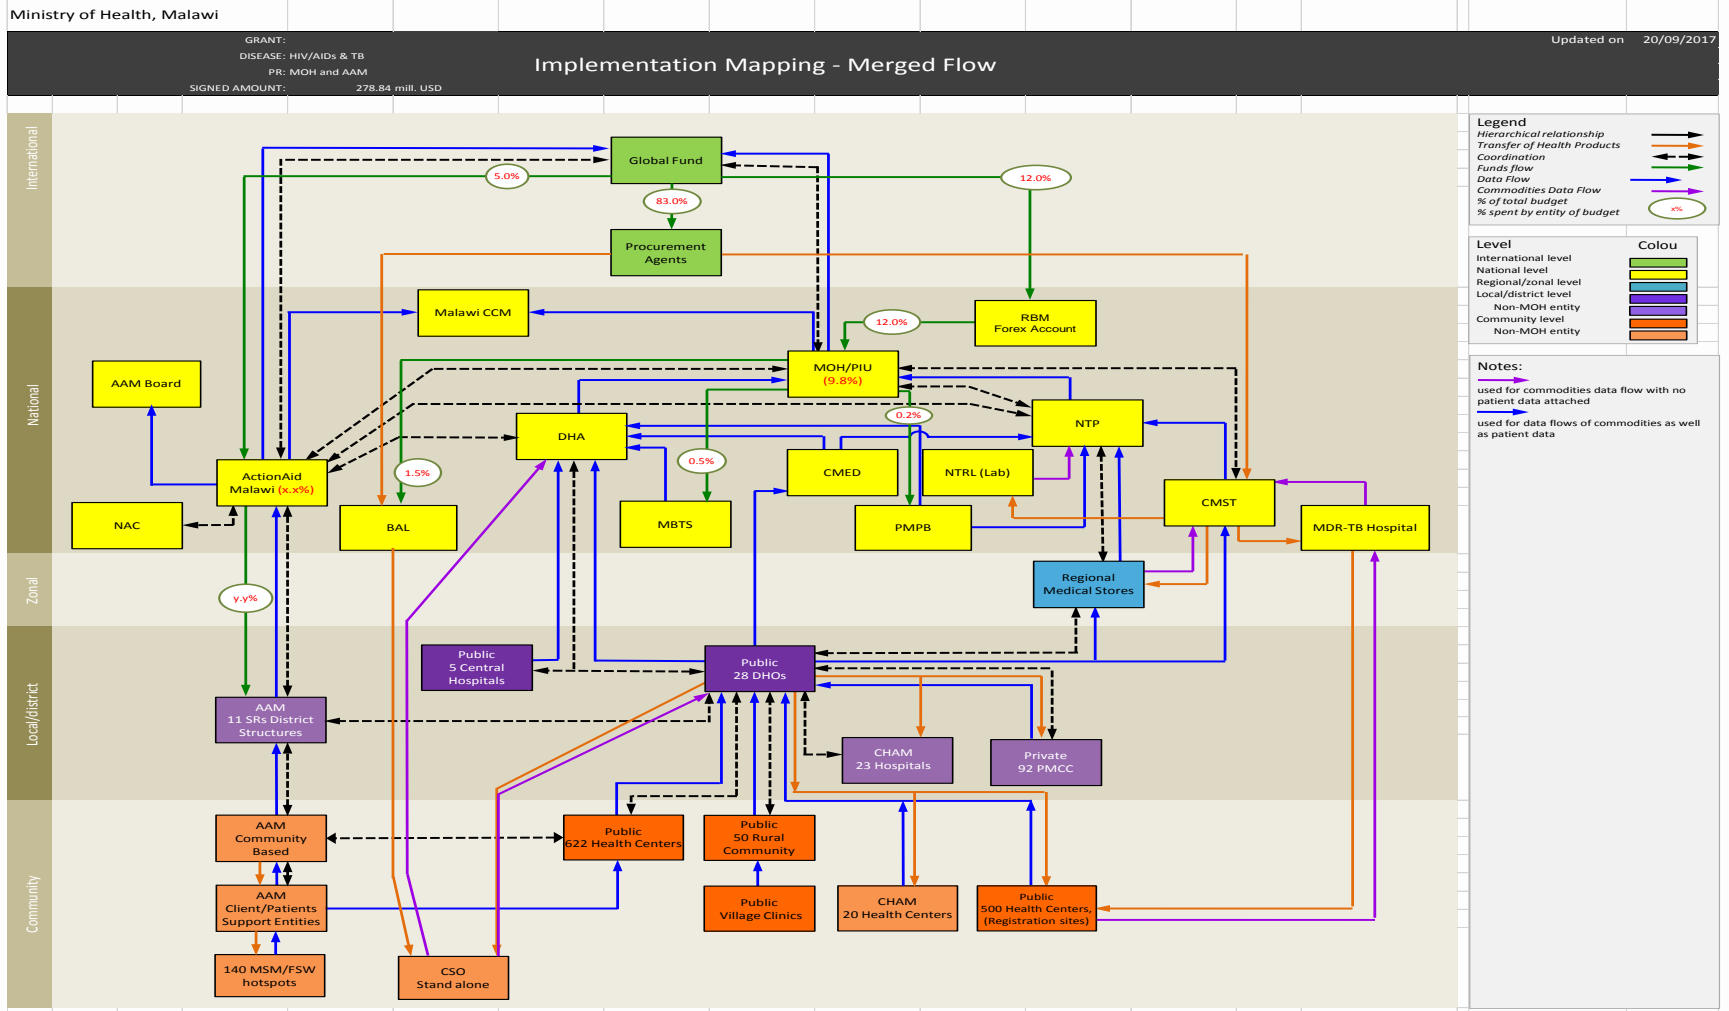 Ministry of Health, Malawi
GRANT:
DISEASE: HIV/AIDs & TB
PR: MOH and AAM
SIGNED AMOUNT: 278.84 mill. USD
Implementation Mapping - Merged Flow
Updated on 20/09/2017
International
Global Fund
5.0%
12.0%
83.0%
Procurement
Agents
National
Malawi CCM
RBM
Forex Account
12.0%
AAM Board
MOH/PIU
(9.8%)
0.2%
DHA
NTP
ActionAid
Malawi (x.x%)
1.5%
0.5%
CMED
NTRL (Lab)
CMST
NAC
BAL
MBTS
PMPB
MDR-TB Hospital
Zonal
y.y%
Regional
Medical Stores
Local/district
Public
5 Central
Hospitals
Public
28 DHOs
AAM
11 SRs District
Structures
CHAM
23 Hospitals
Private
92 PMCC
Community
AAM
Community
Based
Public
622 Health Centers
Public
50 Rural
Community
AAM
Client/Patients
Support Entities
Public
Village Clinics
CHAM
20 Health Centers
Public
500 Health Centers,
(Registration sites)
140 MSM/FSW
hotspots
CSO
Stand alone
Legend
Hierarchical relationship
Transfer of Health Products
Coordination
Funds flow
Data Flow
Commodities Data Flow
% of total budget
% spent by entity of budget
x%
Level Colou
International level
National level
Regional/zonal level
Local/district level
Non-MOH entity
Community level
Non-MOH entity
Notes:
used for commodities data flow with no
patient data attached
used for data flows of commodities as well
as patient data